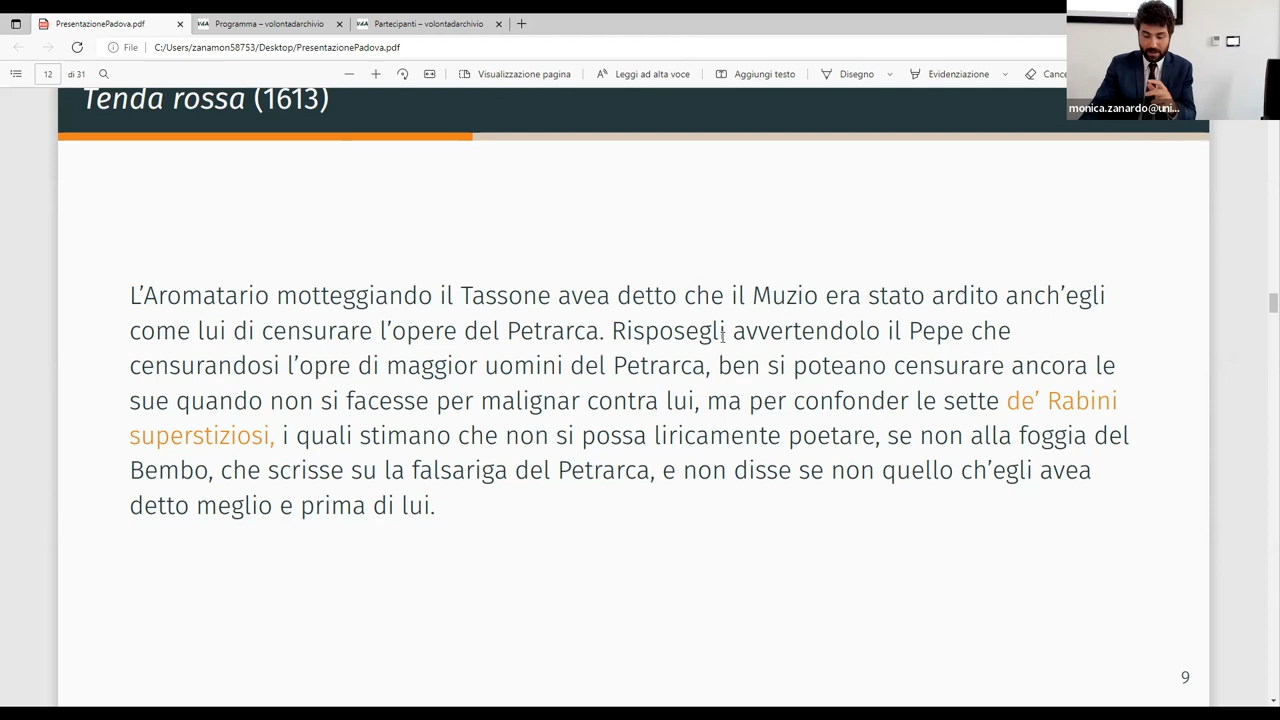 PresentazionePadova.pdf
Programma – volontadarchivio
Partecipanti – volontadarchivio
File
C:/Users/zanamon58753/Desktop/PresentazionePadova.pdf
12
di 31
Visualizzazione pagina
Leggi ad alta voce
Aggiungi testo
Disegno
Evidenziazione
Cance
monica.zanardo@uni...
Tenda rossa (1613)
L’Aromatario motteggiando il Tassone avea detto che il Muzio era stato ardito anch’egli
come lui di censurare l’opere del Petrarca. Risposegli avvertendolo il Pepe che
censurandosi l’opre di maggior uomini del Petrarca, ben si poteano censurare ancora le
sue quando non si facesse per malignar contra lui, ma per confonder le sette de’ Rabini
superstiziosi, i quali stimano che non si possa liricamente poetare, se non alla foggia del
Bembo, che scrisse su la falsariga del Petrarca, e non disse se non quello ch’egli avea
detto meglio e prima di lui.
9